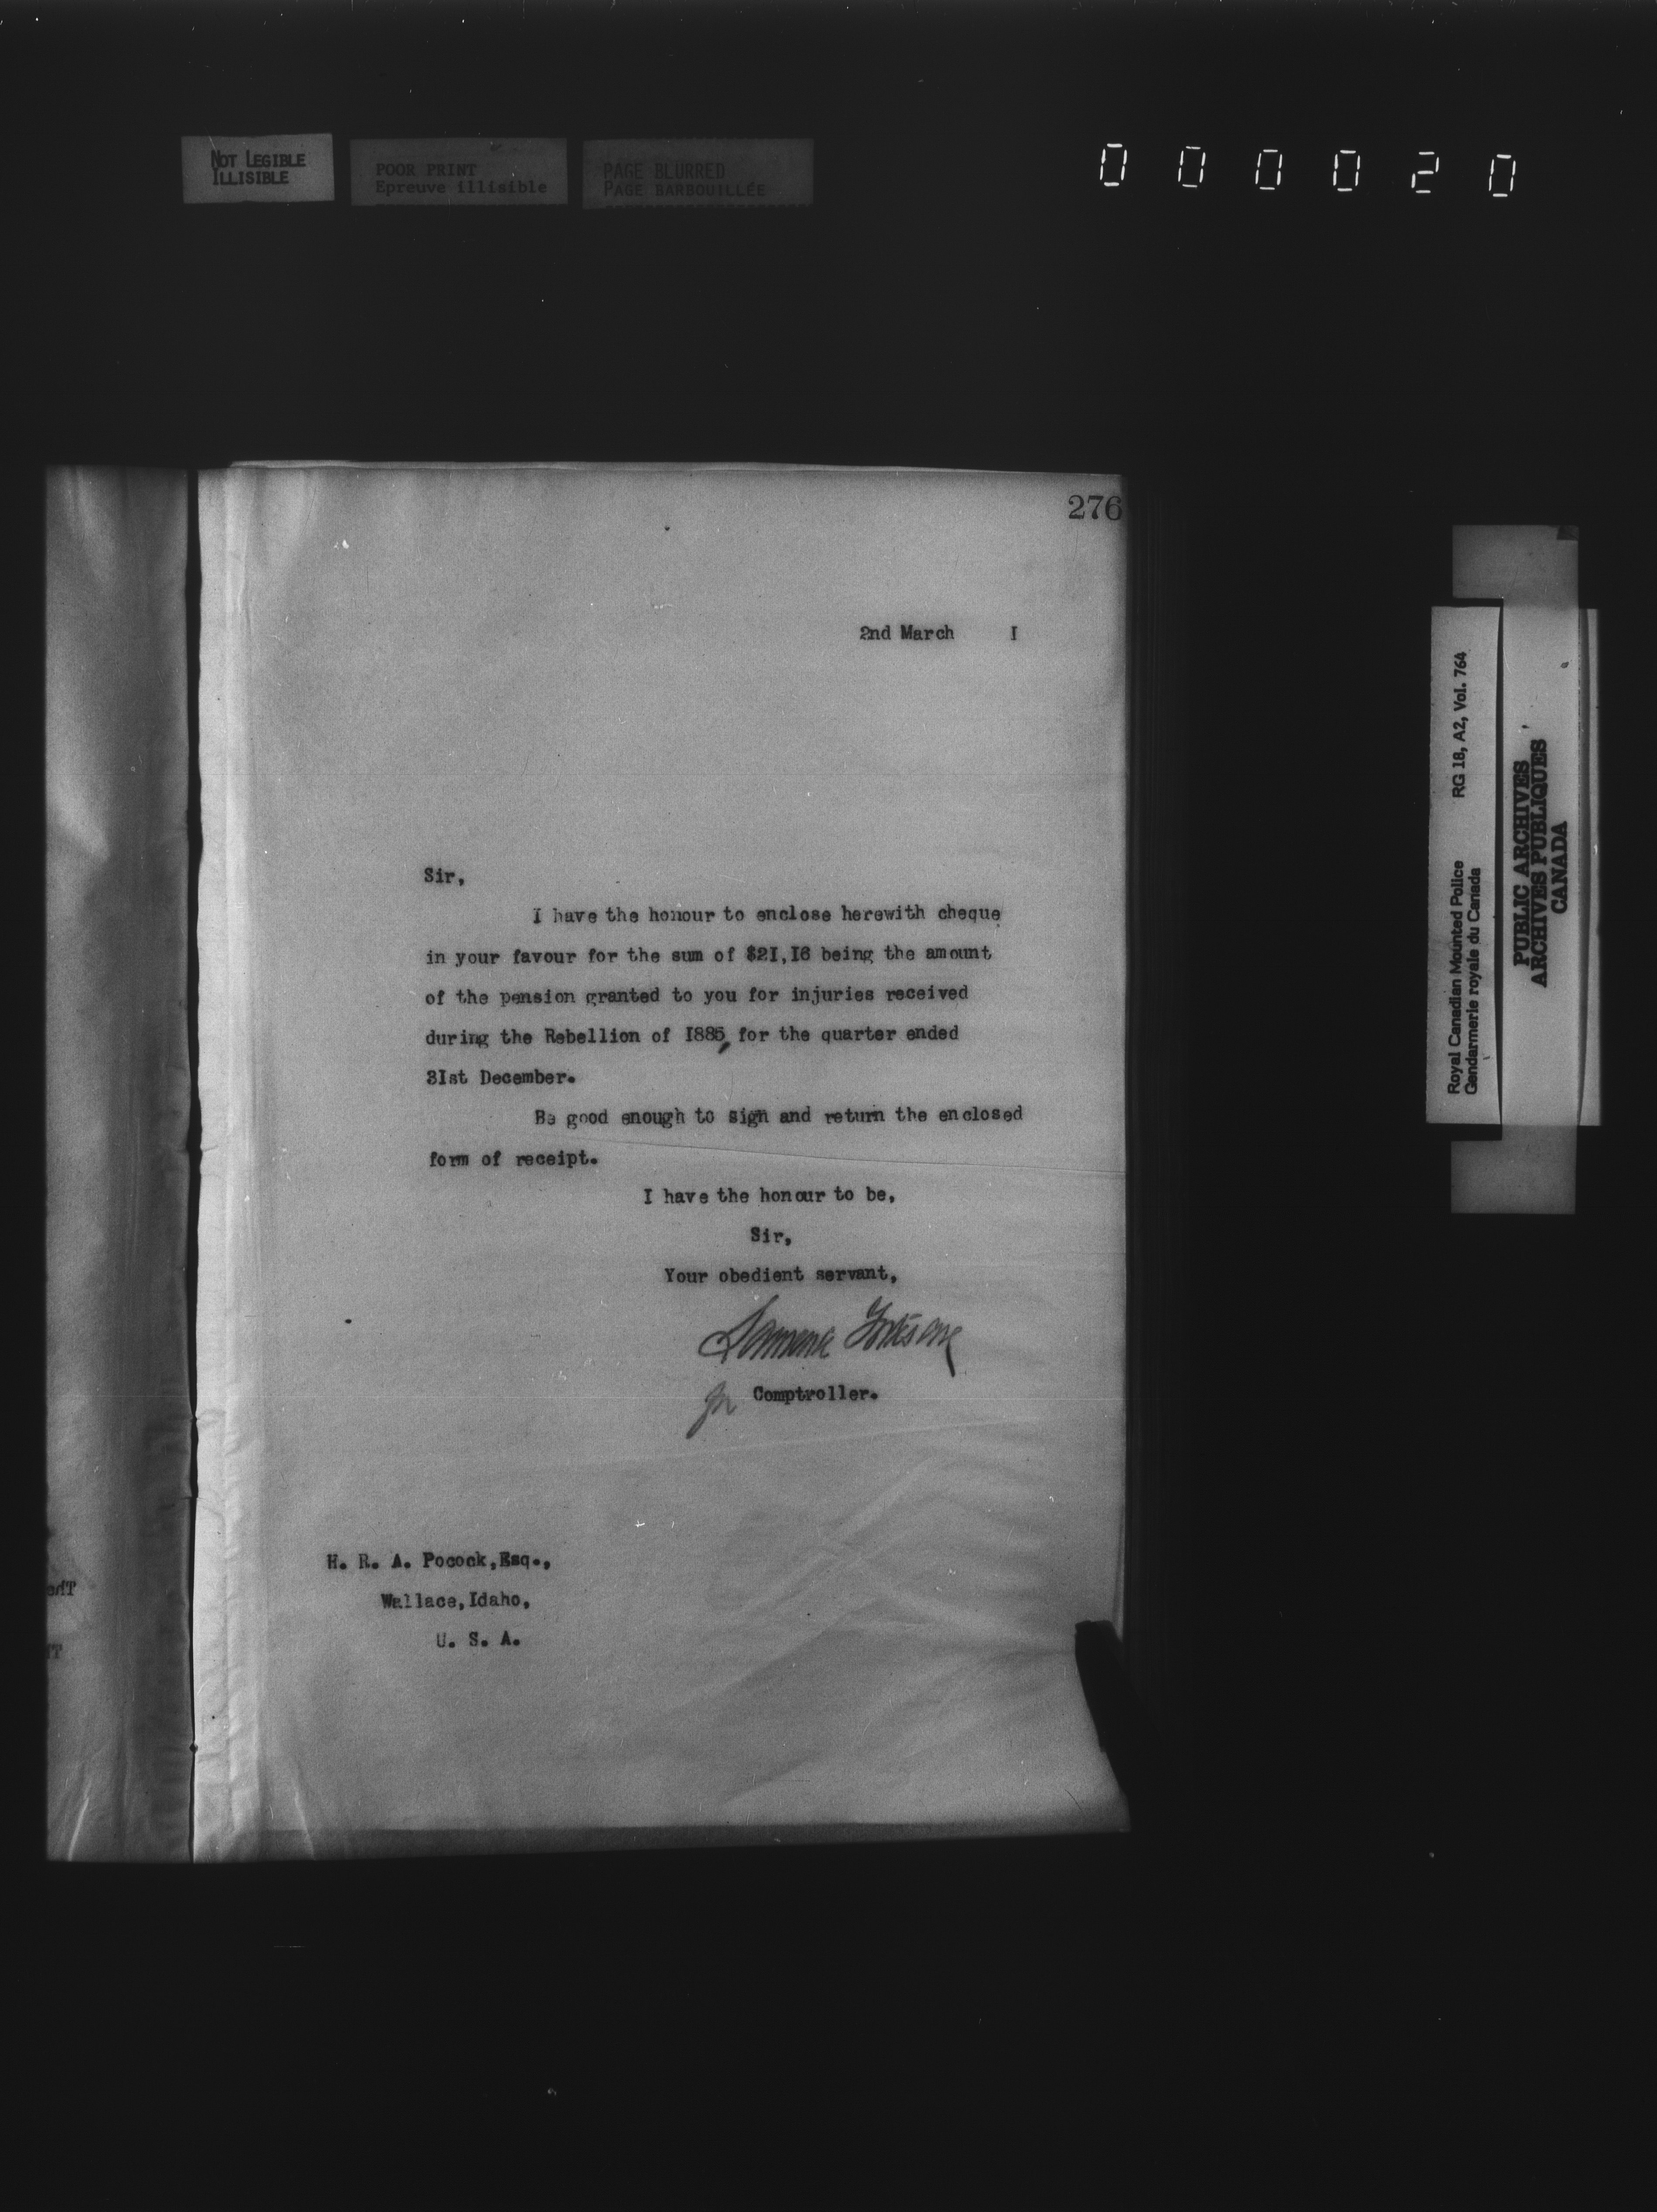 NOT LEGIBLE
ILLISIBLE
POOR PRINT
Epreuve illisible
PAGE BLURRED
PAGE BARBOUILLÉE
000020
276
2nd March I
Sir,
I have the honour to enclose herewith cheque
in your favour for the sum of $21,16 being the amount
of the pension granted to you for injuries received
during the Rebellion of 1885, for the quarter ended
31st December.
Be good enough to sign and return the enclosed
form of receipt.
I have the honour to be,
Sir,
Your obedient servant,
Comptroller.
H. R. A. Pocock, Esq.,
Wallace, Idaho,
U. S. A.
Royal Canadian Mounted Police RG 18, A2, Vol. 764
Gendarmerie royale du Canada
PUBLIC ARCHIVES
ARCHIVES PUBLIQUES
CANADA